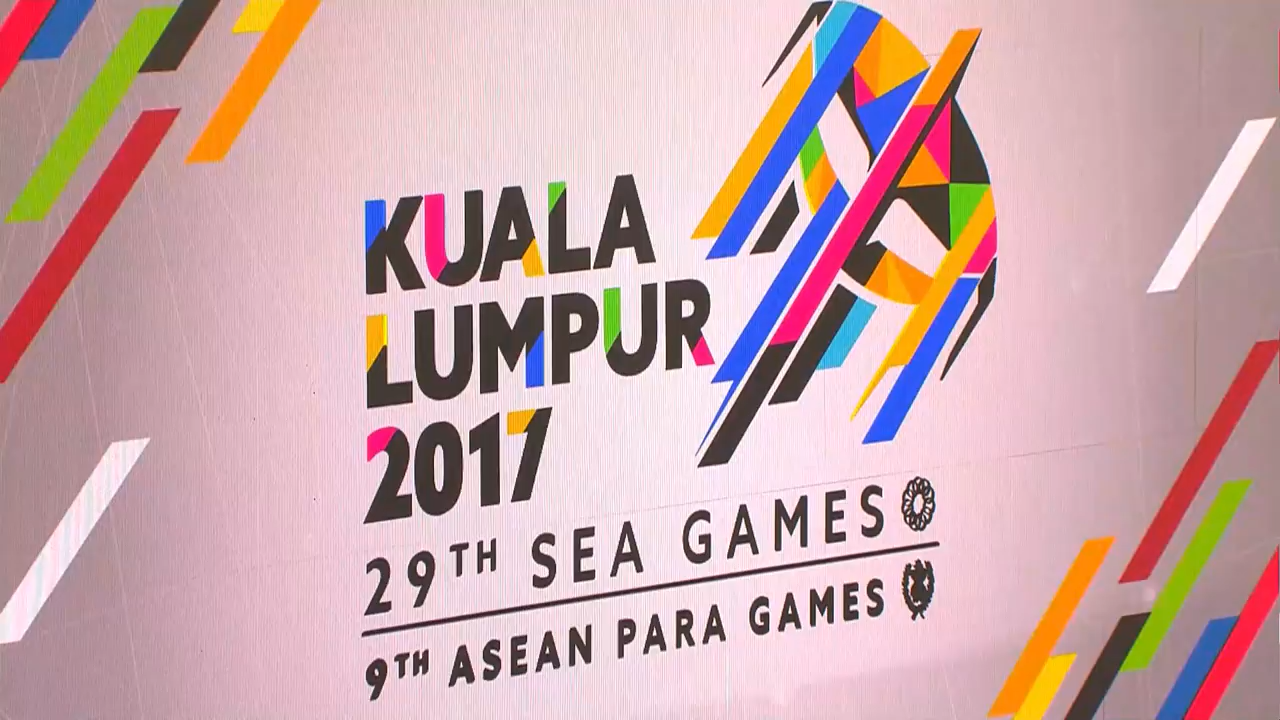 KUALA
LUMPUR
2017
29TH SEA GAMES
9TH ASEAN PARA GAMES